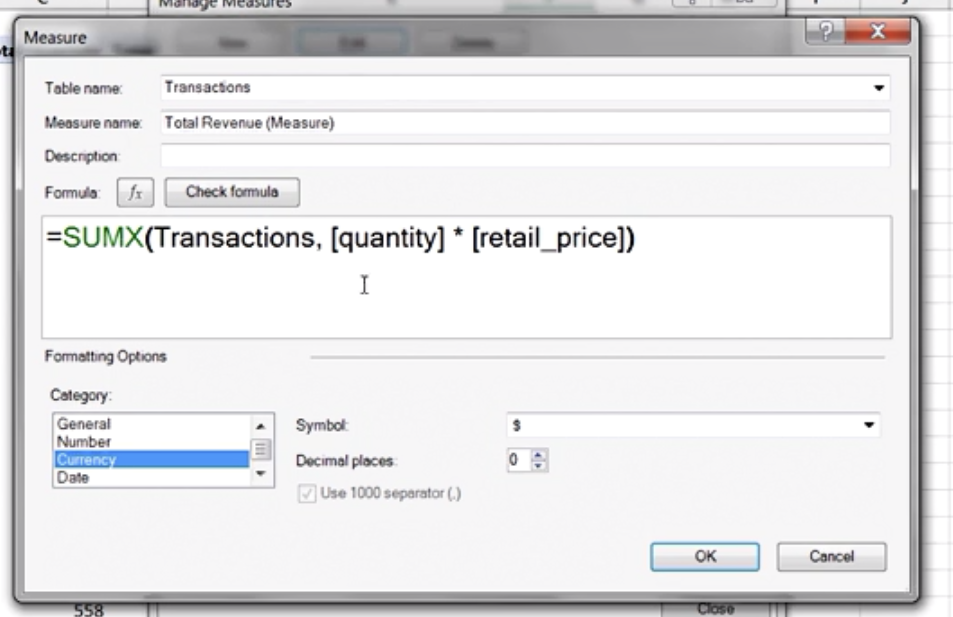 Manage Measures
Measure
Table name: Transactions
Measure name: Total Revenue (Measure)
Description:
Formula: fx Check formula
=SUMX(Transactions, [quantity] * [retail_price])
Formatting Options
Category:
General
Number
Currency
Date
Symbol: $
Decimal places: 0
Use 1000 separator (,)
OK Cancel
558 Close